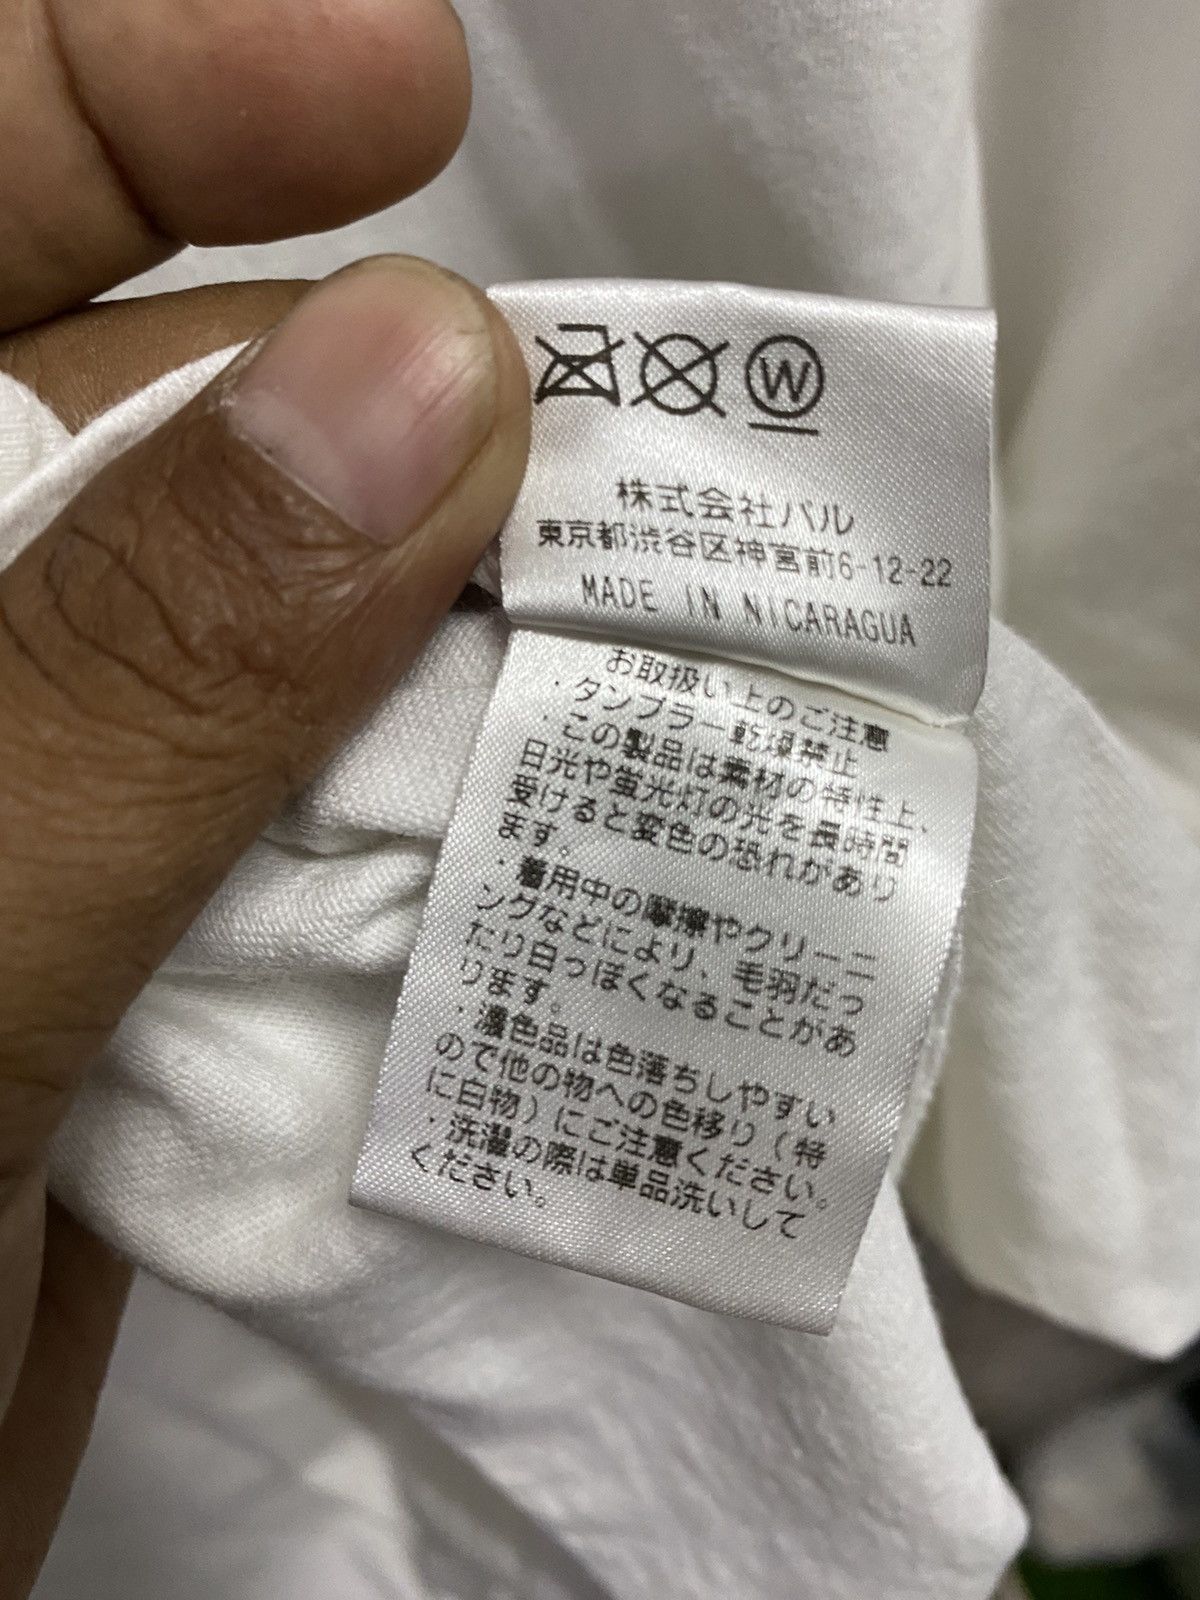 W
株式会社パル
東京都渋谷区神宮前6-12-22
MADE IN NICARAGUA
お取扱い上のご注意
・タンブラー乾燥禁止
・この製品は素材の特性上、
日光や蛍光灯の光を長時間
受けると変色の恐れがあり
ます。
・着用中の摩擦やクリーニ
ングなどにより、毛羽だっ
たり白っぽくなることがあ
ります。
・濃色品は色落ちしやすい
ので他の物への色移り（特
に白物）にご注意ください。
・洗濯の際は単品洗いして
ください。